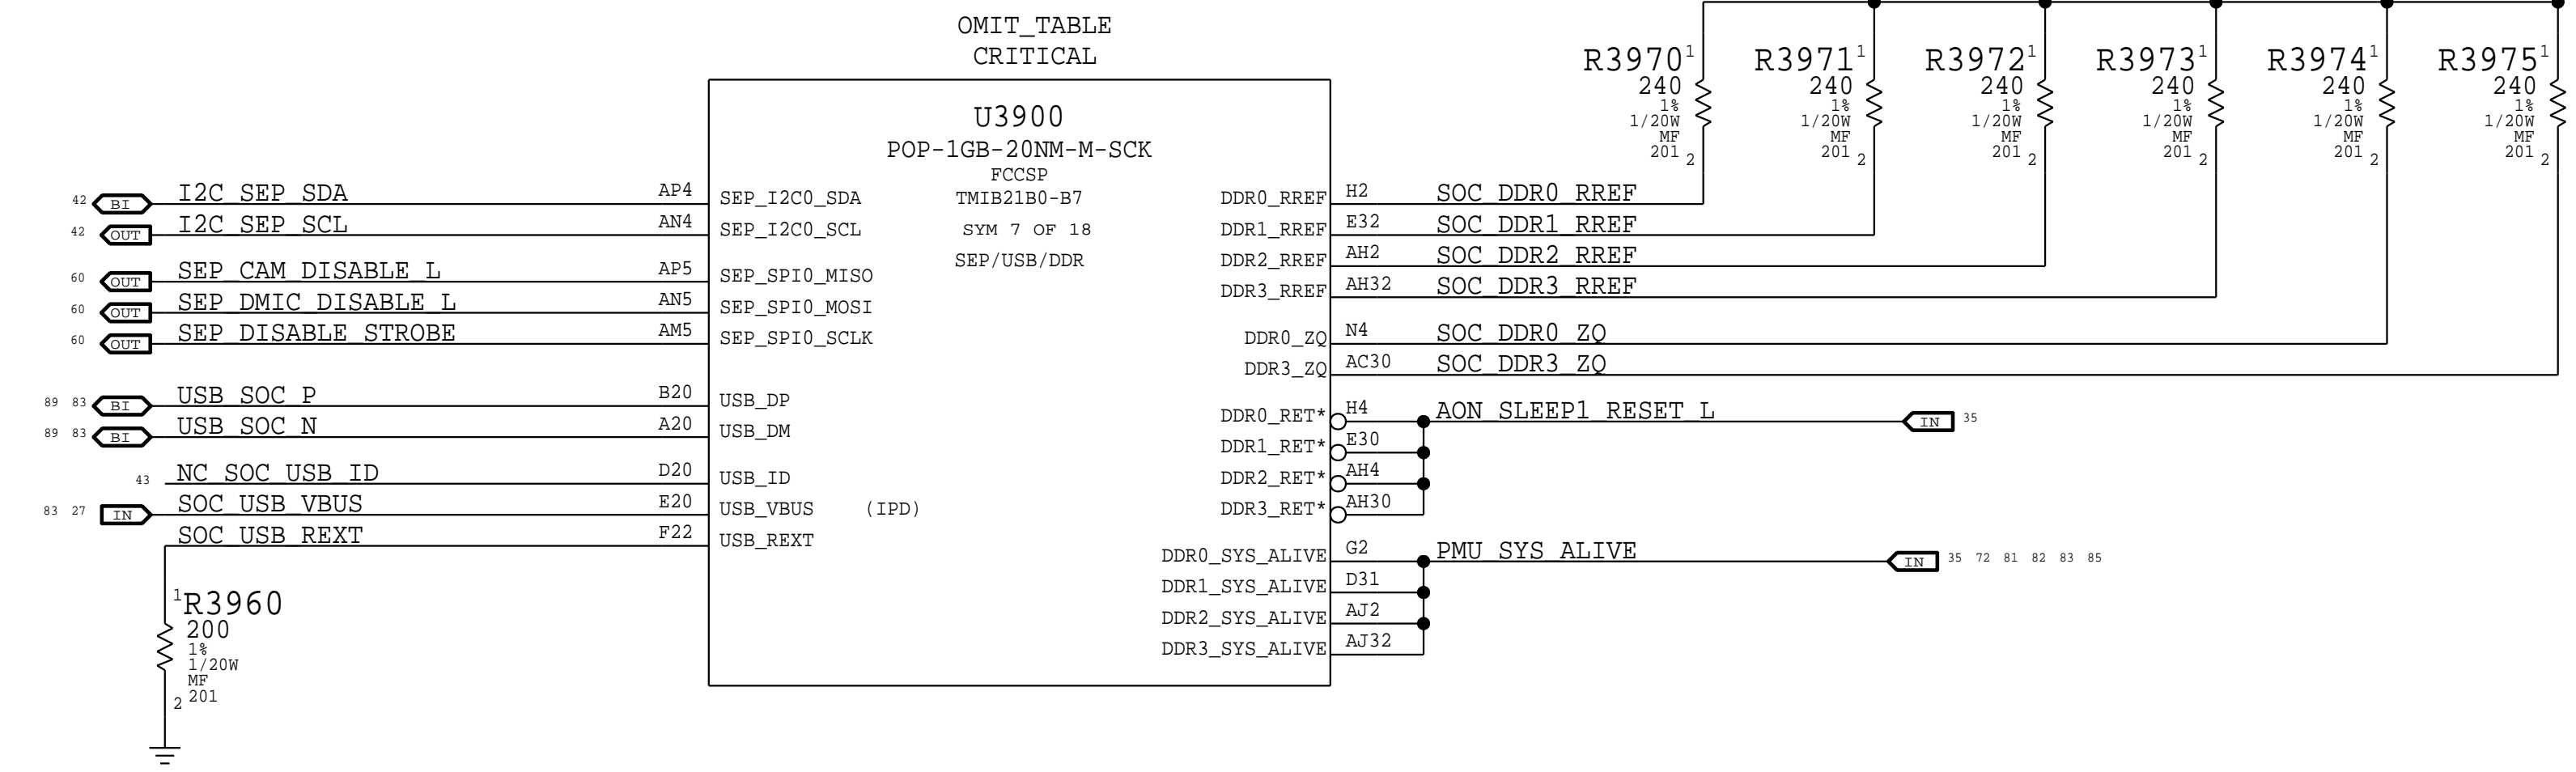 OMIT_TABLE
CRITICAL
U3900
POP-1GB-20NM-M-SCK
FCCSP
TMIB21B0-B7
SYM 7 OF 18
SEP/USB/DDR
42 BI I2C_SEP_SDA AP4 SEP_I2C0_SDA
42 OUT I2C_SEP_SCL AN4 SEP_I2C0_SCL
60 OUT SEP_CAM_DISABLE_L AP5 SEP_SPI0_MISO
60 OUT SEP_DMIC_DISABLE_L AN5 SEP_SPI0_MOSI
60 OUT SEP_DISABLE_STROBE AM5 SEP_SPI0_SCLK
89 83 BI USB_SOC_P B20 USB_DP
89 83 BI USB_SOC_N A20 USB_DM
43 NC_SOC_USB_ID D20 USB_ID
83 27 IN SOC_USB_VBUS E20 USB_VBUS (IPD)
SOC_USB_REXT F22 USB_REXT
1
R3960
200
1%
1/20W
MF
201
2
DDR0_RREF H2 SOC_DDR0_RREF
DDR1_RREF E32 SOC_DDR1_RREF
DDR2_RREF AH2 SOC_DDR2_RREF
DDR3_RREF AH32 SOC_DDR3_RREF
DDR0_ZQ N4 SOC_DDR0_ZQ
DDR3_ZQ AC30 SOC_DDR3_ZQ
DDR0_RET* H4 AON_SLEEP1_RESET_L IN 35
DDR1_RET* E30
DDR2_RET* AH4
DDR3_RET* AH30
DDR0_SYS_ALIVE G2 PMU_SYS_ALIVE IN 35 72 81 82 83 85
DDR1_SYS_ALIVE D31
DDR2_SYS_ALIVE AJ2
DDR3_SYS_ALIVE AJ32
R3970 1
240
1%
1/20W
MF
201 2
R3971 1
240
1%
1/20W
MF
201 2
R3972 1
240
1%
1/20W
MF
201 2
R3973 1
240
1%
1/20W
MF
201 2
R3974 1
240
1%
1/20W
MF
201 2
R3975 1
240
1%
1/20W
MF
201 2